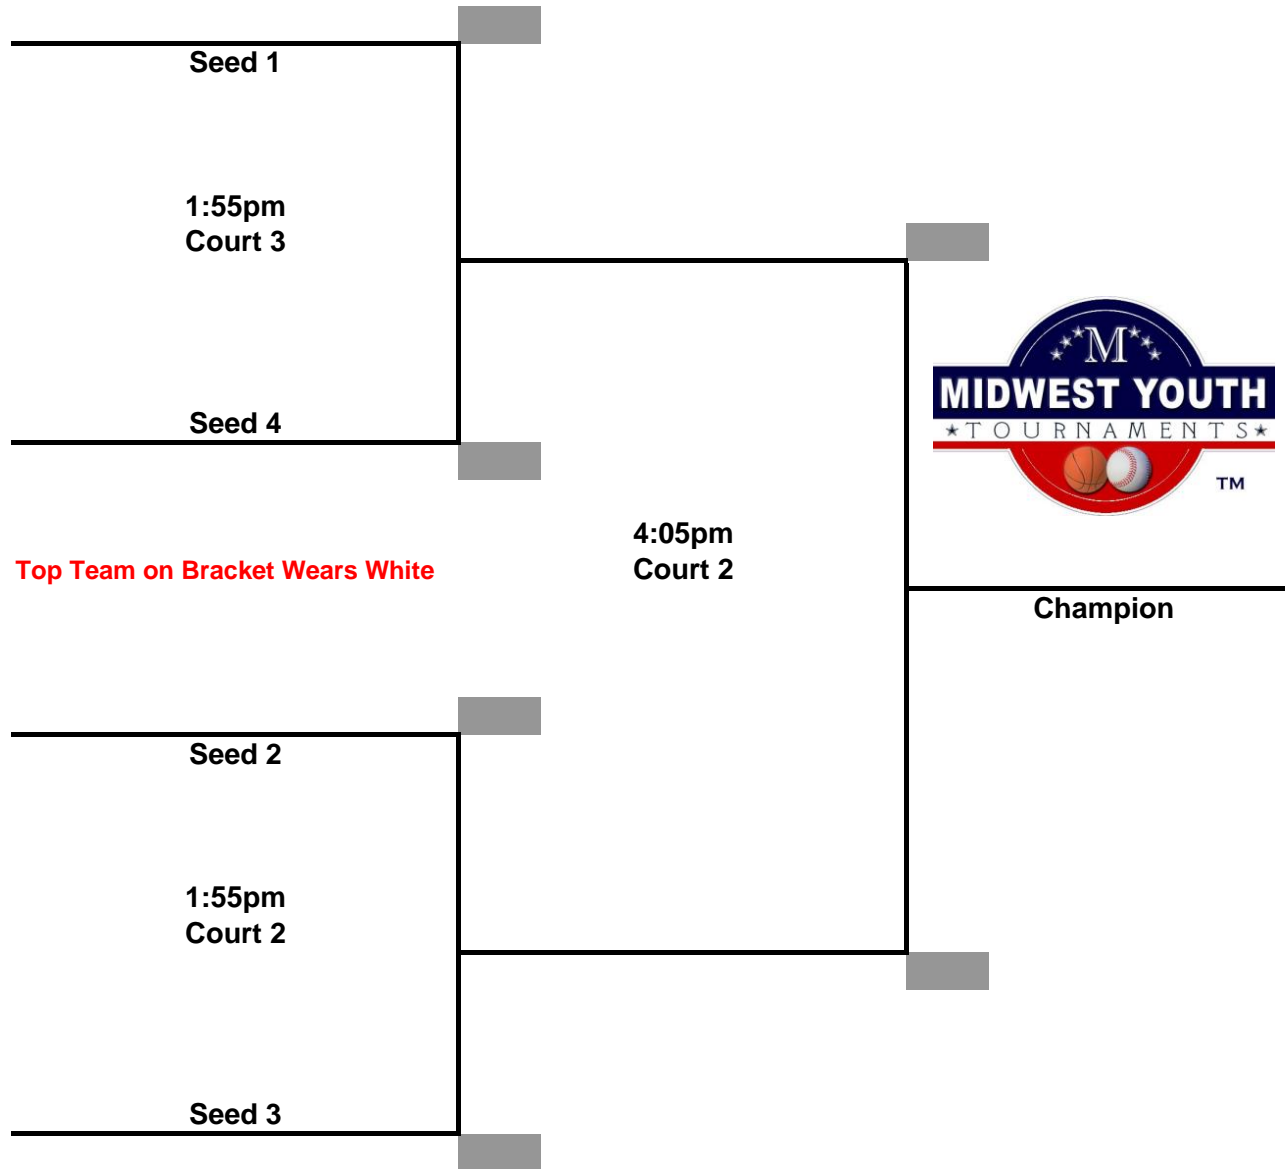 Seed 1
1:55pm
Court 3
Seed 4
M
MIDWEST YOUTH
★TOURNAMENTS★
TM
4:05pm
Court 2
Top Team on Bracket Wears White
Champion
Seed 2
1:55pm
Court 2
Seed 3